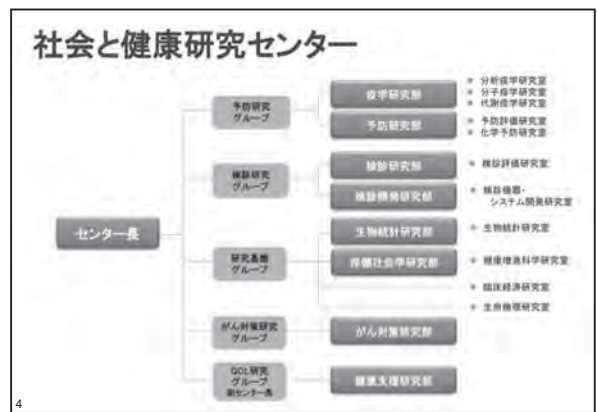 社会と健康研究センター
センター長
予防研究
グループ
疫学研究部
分析疫学研究室
分子疫学研究室
代謝疫学研究室
予防研究部
予防評価研究室
化学予防研究室
検診研究
グループ
検診研究部
検診評価研究室
検診開発研究部
検診機器・
システム開発研究室
研究基盤
グループ
生物統計研究部
生物統計研究室
保健社会学研究部
健康増進科学研究室
臨床経済研究室
生命倫理研究室
がん対策研究
グループ
がん対策研究部
QOL研究
グループ
副センター長
健康支援研究部
4